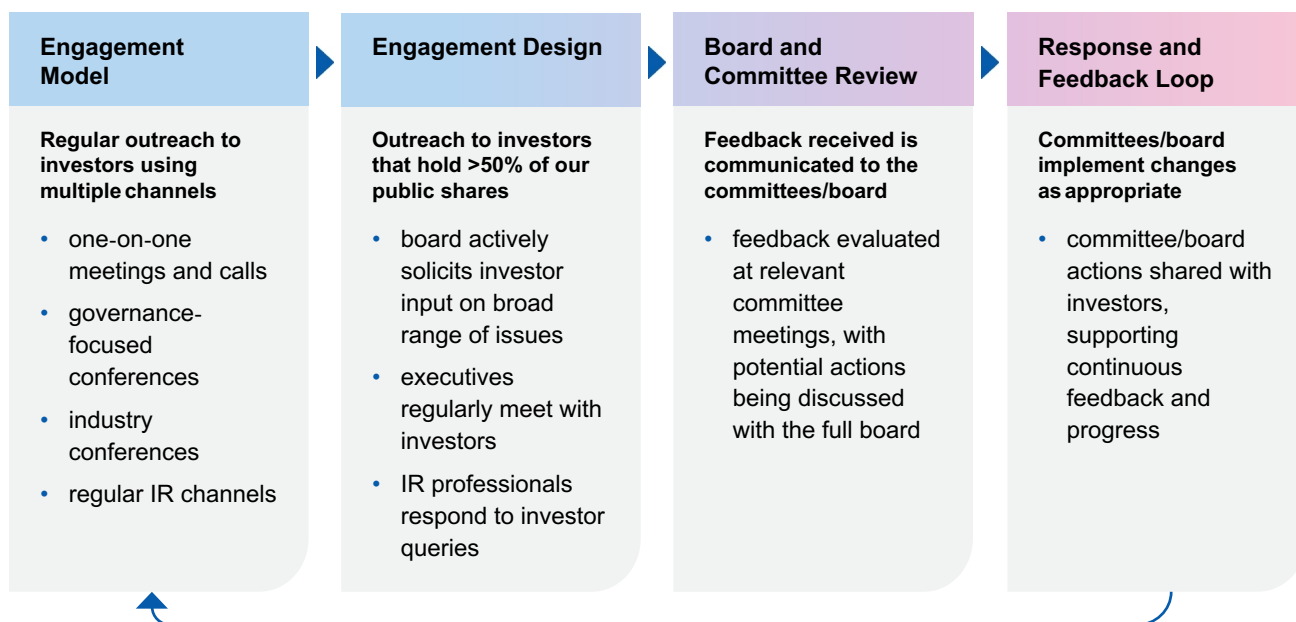 Engagement
Model
Regular outreach to
investors using
multiple channels
• one-on-one
meetings and calls
• governance-
focused
conferences
• industry
conferences
• regular IR channels
Engagement Design
Outreach to investors
that hold >50% of our
public shares
• board actively
solicits investor
input on broad
range of issues
• executives
regularly meet with
investors
• IR professionals
respond to investor
queries
Board and
Committee Review
Feedback received is
communicated to the
committees/board
• feedback evaluated
at relevant
committee
meetings, with
potential actions
being discussed
with the full board
Response and
Feedback Loop
Committees/board
implement changes
as appropriate
• committee/board
actions shared with
investors,
supporting
continuous
feedback and
progress